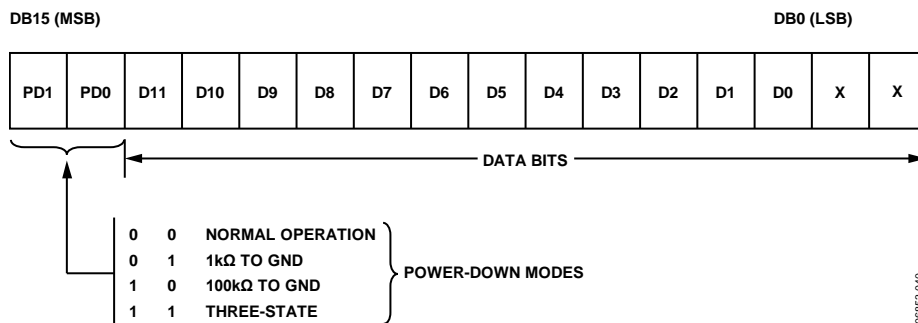 DB15 (MSB) DB0 (LSB)
PD1 PD0 D11 D10 D9 D8 D7 D6 D5 D4 D3 D2 D1 D0 X X
DATA BITS
0 0 NORMAL OPERATION
0 1 1kΩ TO GND
1 0 100kΩ TO GND
1 1 THREE-STATE
POWER-DOWN MODES